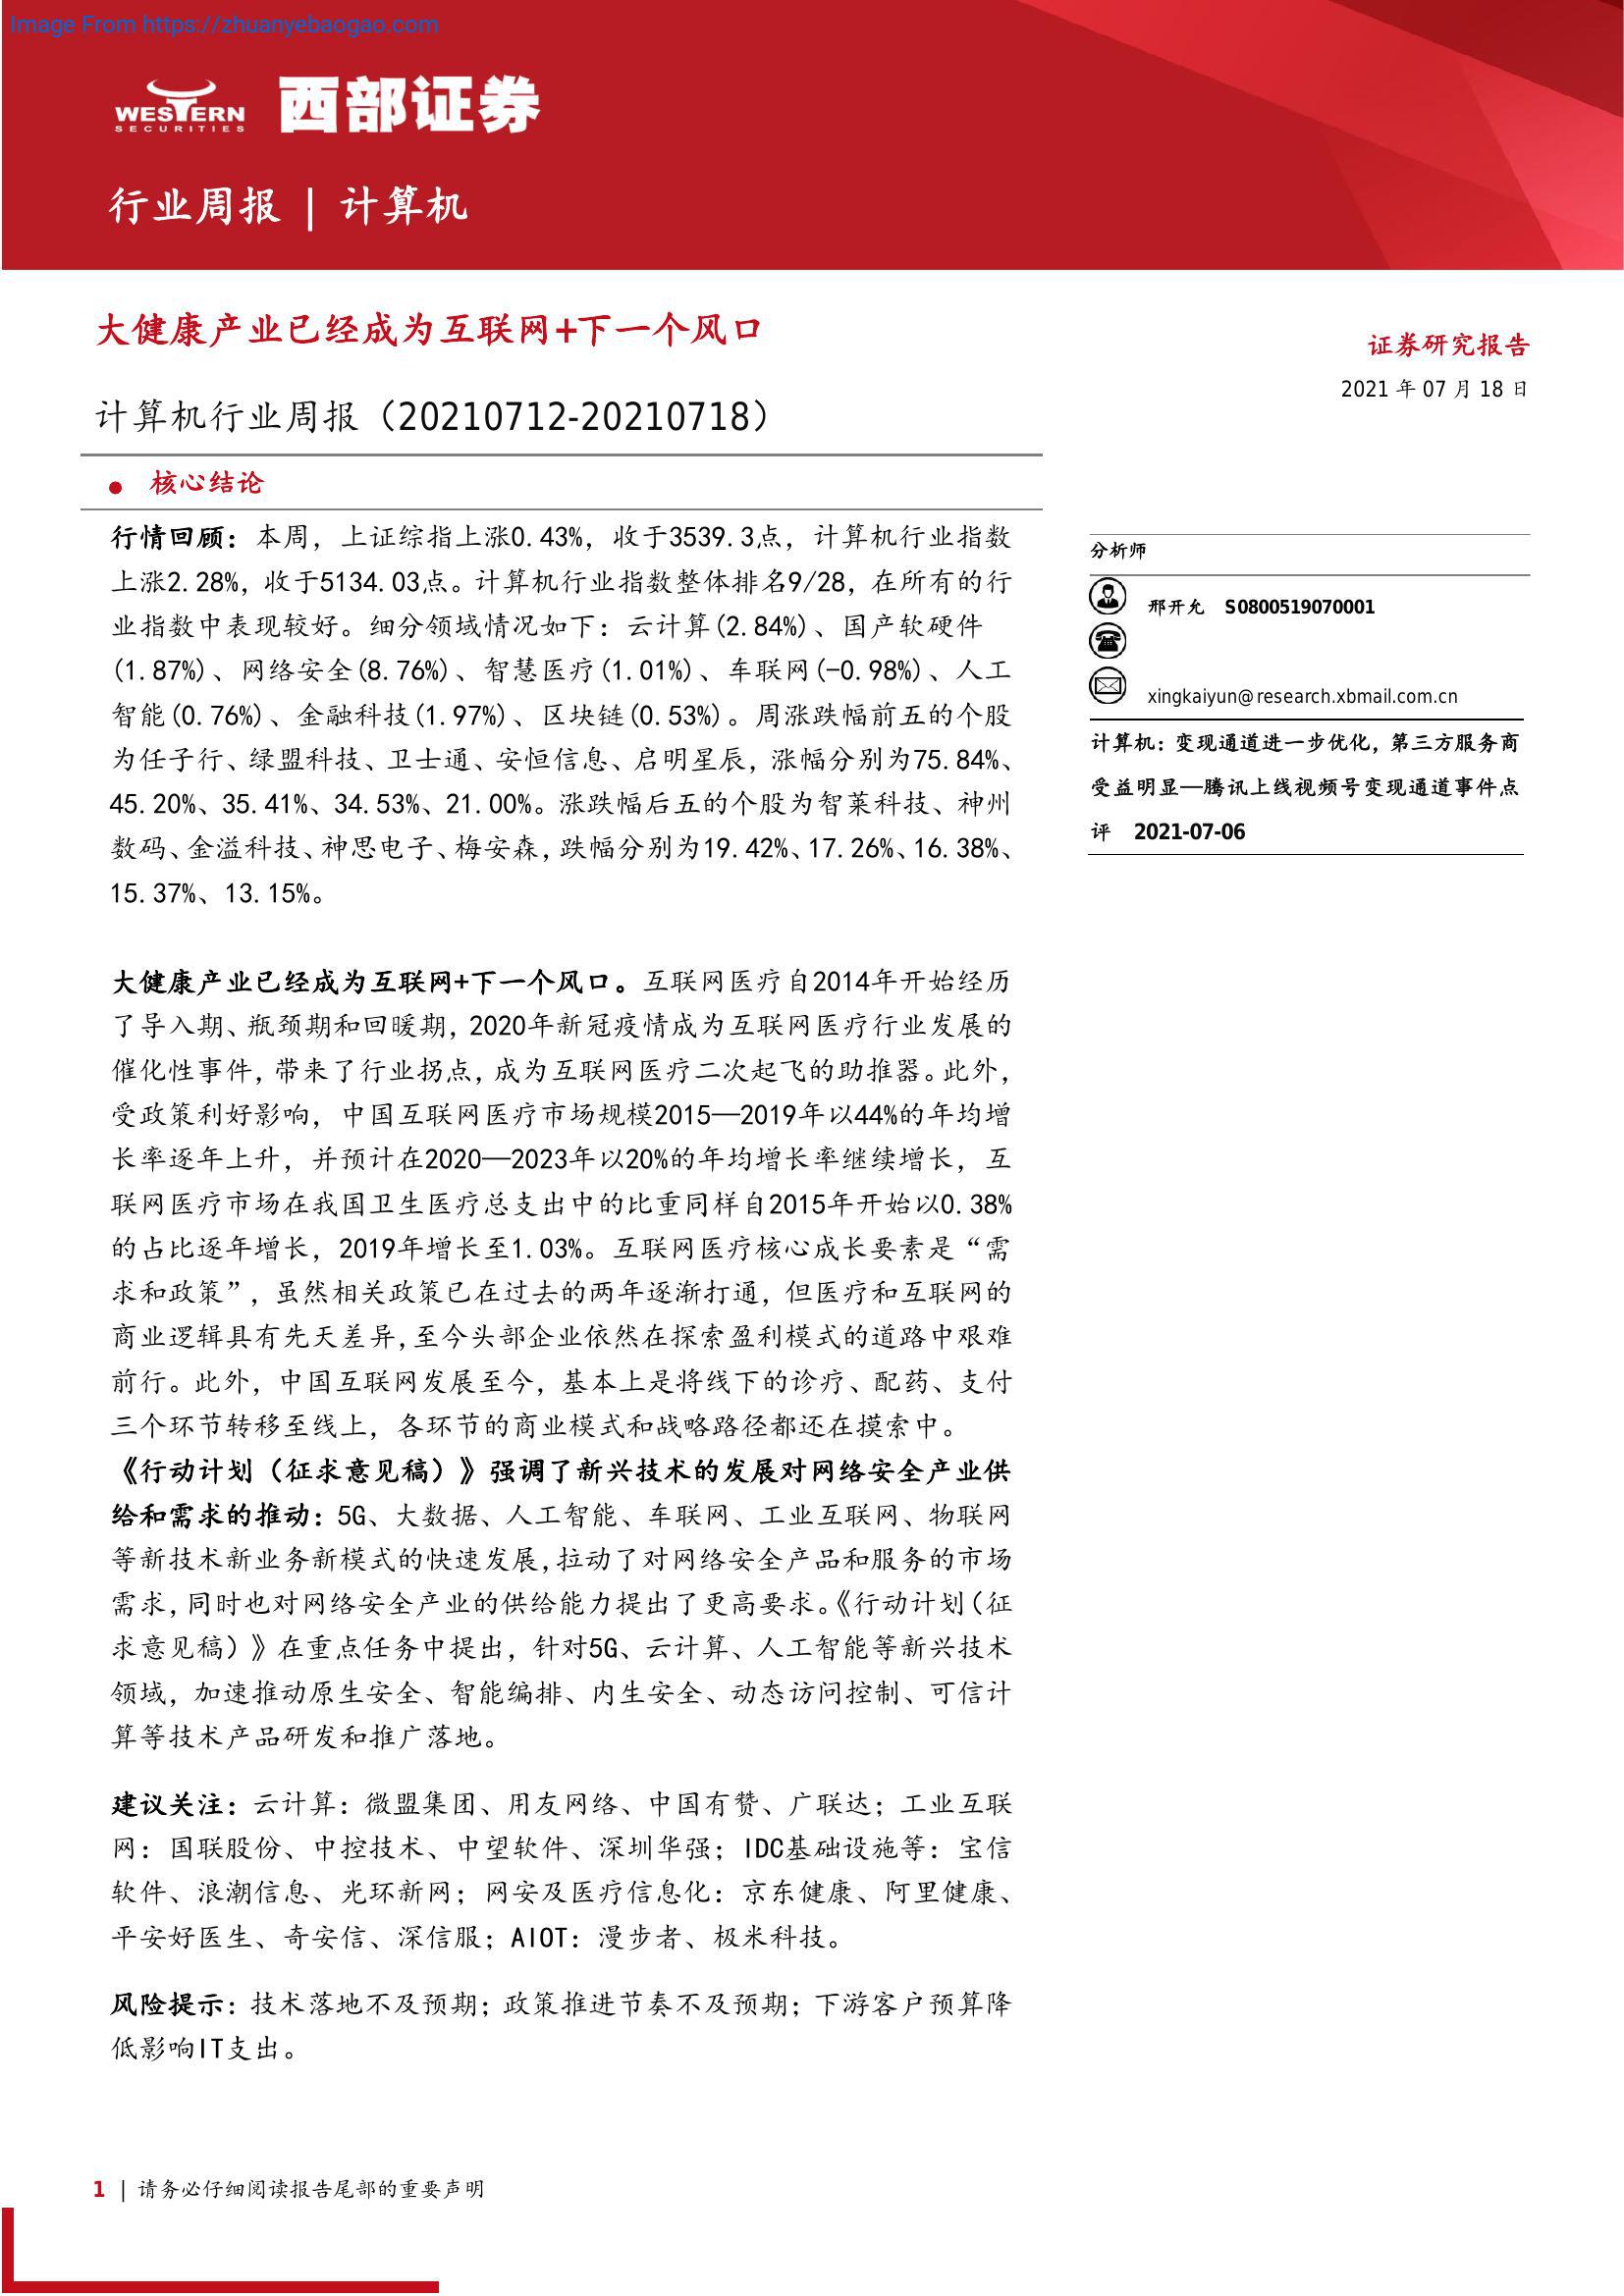 Image From https://zhuanyebaogao.com
WESTERN
SECURITIES
西部证券
行业周报 | 计算机
大健康产业已经成为互联网+下一个风口
计算机行业周报（20210712-20210718）
● 核心结论
行情回顾：本周，上证综指上涨0.43%，收于3539.3点，计算机行业指数
上涨2.28%，收于5134.03点。计算机行业指数整体排名9/28，在所有的行
业指数中表现较好。细分领域情况如下：云计算(2.84%)、国产软硬件
(1.87%)、网络安全(8.76%)、智慧医疗(1.01%)、车联网(-0.98%)、人工
智能(0.76%)、金融科技(1.97%)、区块链(0.53%)。周涨跌幅前五的个股
为任子行、绿盟科技、卫士通、安恒信息、启明星辰，涨幅分别为75.84%、
45.20%、35.41%、34.53%、21.00%。涨跌幅后五的个股为智莱科技、神州
数码、金溢科技、神思电子、梅安森，跌幅分别为19.42%、17.26%、16.38%、
15.37%、13.15%。
大健康产业已经成为互联网+下一个风口。互联网医疗自2014年开始经历
了导入期、瓶颈期和回暖期，2020年新冠疫情成为互联网医疗行业发展的
催化性事件，带来了行业拐点，成为互联网医疗二次起飞的助推器。此外，
受政策利好影响，中国互联网医疗市场规模2015—2019年以44%的年均增
长率逐年上升，并预计在2020—2023年以20%的年均增长率继续增长，互
联网医疗市场在我国卫生医疗总支出中的比重同样自2015年开始以0.38%
的占比逐年增长，2019年增长至1.03%。互联网医疗核心成长要素是“需
求和政策”，虽然相关政策已在过去的两年逐渐打通，但医疗和互联网的
商业逻辑具有先天差异，至今头部企业依然在探索盈利模式的道路中艰难
前行。此外，中国互联网发展至今，基本上是将线下的诊疗、配药、支付
三个环节转移至线上，各环节的商业模式和战略路径都还在摸索中。
《行动计划（征求意见稿）》强调了新兴技术的发展对网络安全产业供
给和需求的推动：5G、大数据、人工智能、车联网、工业互联网、物联网
等新技术新业务新模式的快速发展，拉动了对网络安全产品和服务的市场
需求，同时也对网络安全产业的供给能力提出了更高要求。《行动计划（征
求意见稿）》在重点任务中提出，针对5G、云计算、人工智能等新兴技术
领域，加速推动原生安全、智能编排、内生安全、动态访问控制、可信计
算等技术产品研发和推广落地。
建议关注：云计算：微盟集团、用友网络、中国有赞、广联达；工业互联
网：国联股份、中控技术、中望软件、深圳华强；IDC基础设施等：宝信
软件、浪潮信息、光环新网；网安及医疗信息化：京东健康、阿里健康、
平安好医生、奇安信、深信服；AIOT：漫步者、极米科技。
风险提示：技术落地不及预期；政策推进节奏不及预期；下游客户预算降
低影响IT支出。
证券研究报告
2021 年 07 月 18 日
分析师
邢开允 S0800519070001
xingkaiyun@research.xbmail.com.cn
计算机：变现通道进一步优化，第三方服务商
受益明显—腾讯上线视频号变现通道事件点
评 2021-07-06
1 | 请务必仔细阅读报告尾部的重要声明